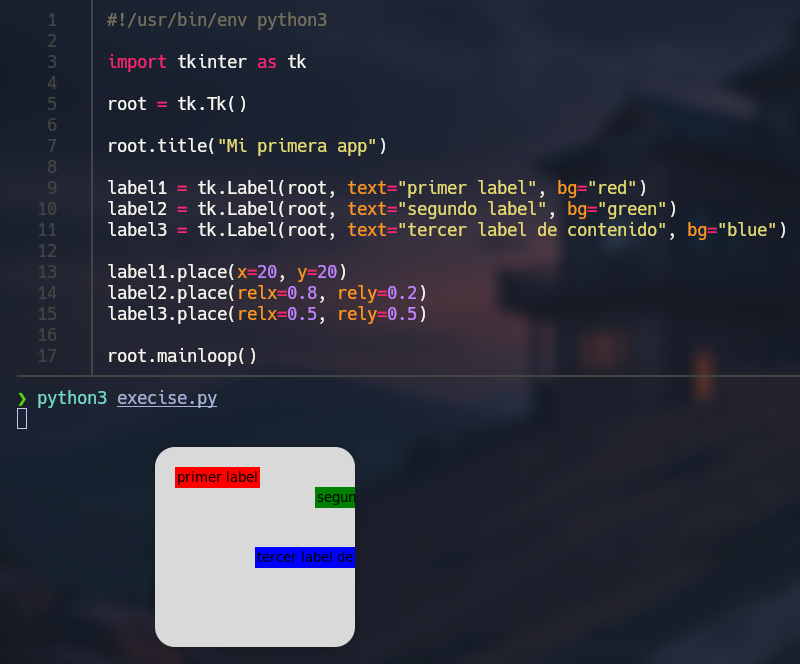 1 #!/usr/bin/env python3
2
3 import tkinter as tk
4
5 root = tk.Tk()
6
7 root.title("Mi primera app")
8
9 label1 = tk.Label(root, text="primer label", bg="red")
10 label2 = tk.Label(root, text="segundo label", bg="green")
11 label3 = tk.Label(root, text="tercer label de contenido", bg="blue")
12
13 label1.place(x=20, y=20)
14 label2.place(relx=0.8, rely=0.2)
15 label3.place(relx=0.5, rely=0.5)
16
17 root.mainloop()
❯ python3 execise.py
primer label
segun
tercer label de